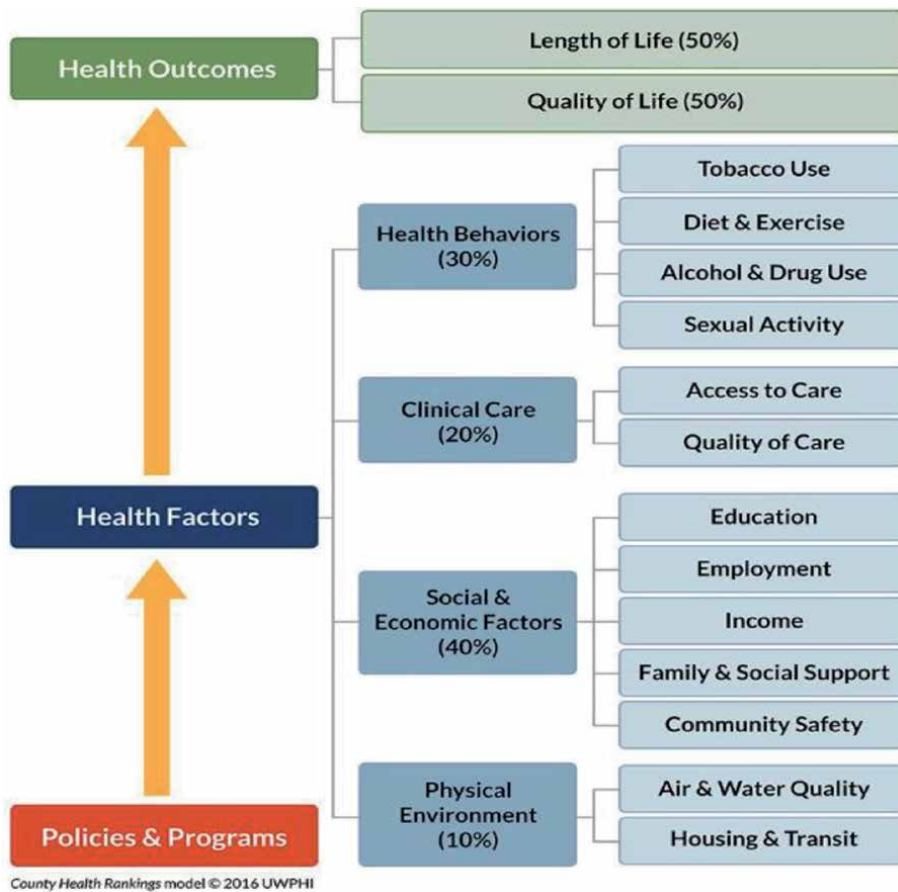 Health Outcomes
Length of Life (50%)
Quality of Life (50%)
Health Factors
Health Behaviors
(30%)
Tobacco Use
Diet & Exercise
Alcohol & Drug Use
Sexual Activity
Clinical Care
(20%)
Access to Care
Quality of Care
Social &
Economic Factors
(40%)
Education
Employment
Income
Family & Social Support
Community Safety
Physical
Environment
(10%)
Air & Water Quality
Housing & Transit
Policies & Programs
County Health Rankings model © 2016 UWPHI